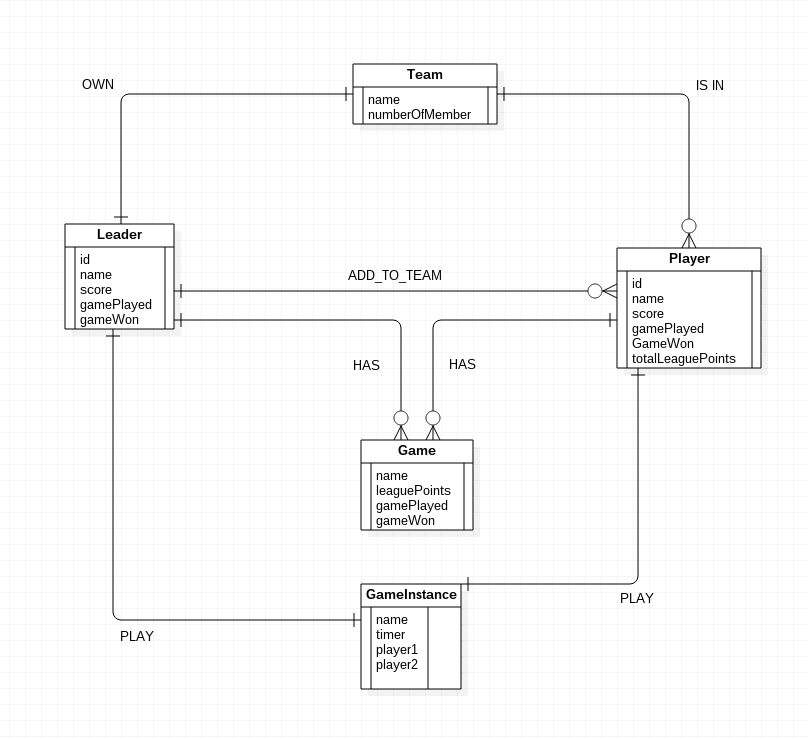 Team
OWN
IS IN
name
numberOfMember
Leader
Player
id
name
score
gamePlayed
gameWon
ADD_TO_TEAM
id
name
score
gamePlayed
GameWon
totalLeaguePoints
HAS
HAS
Game
name
leaguePoints
gamePlayed
gameWon
GameInstance
PLAY
name
timer
player1
player2
PLAY